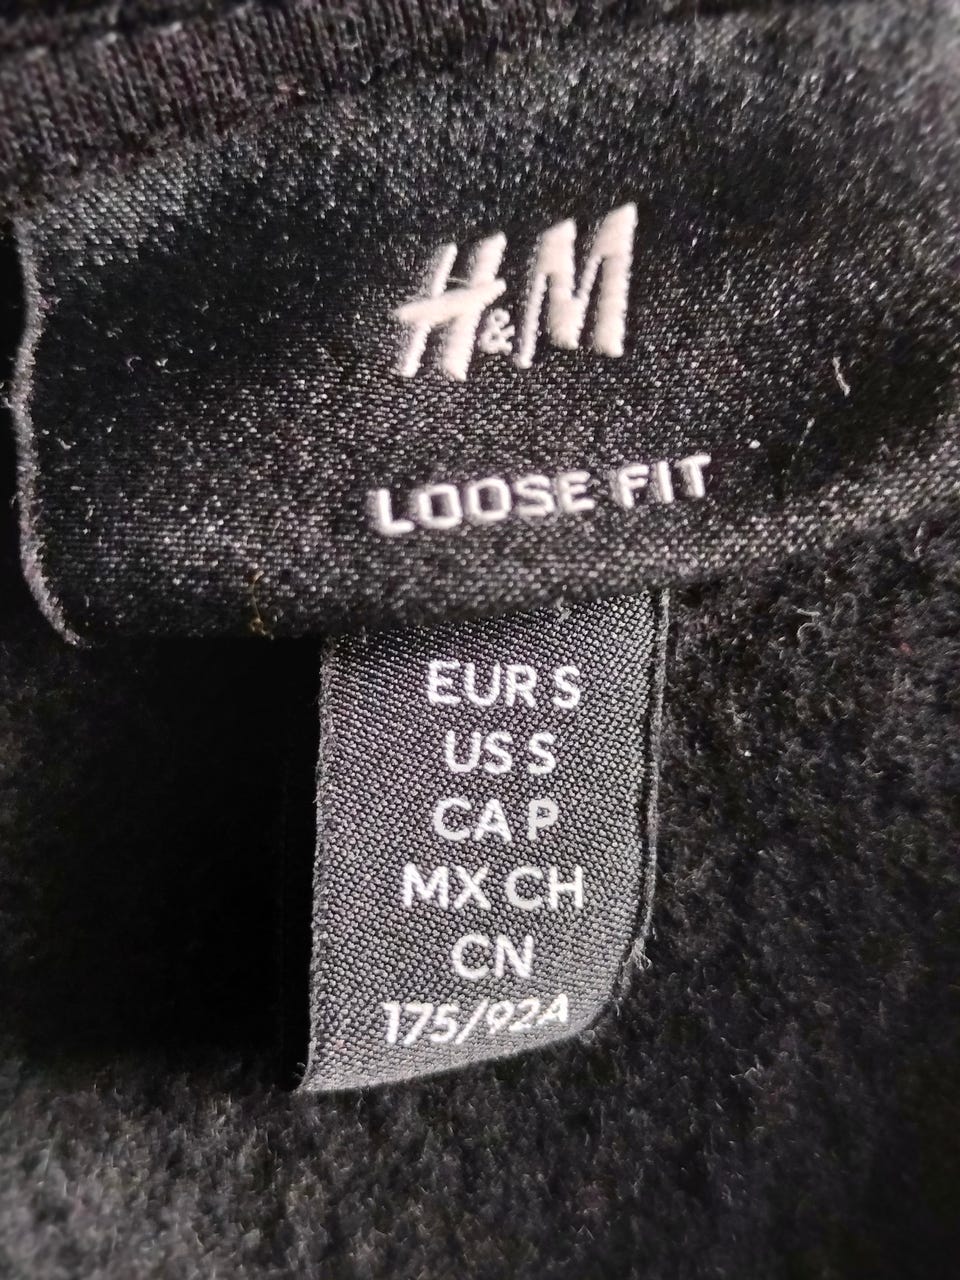 H&M
LOOSE FIT
EUR S
US S
CA P
MX CH
CN
175/92A